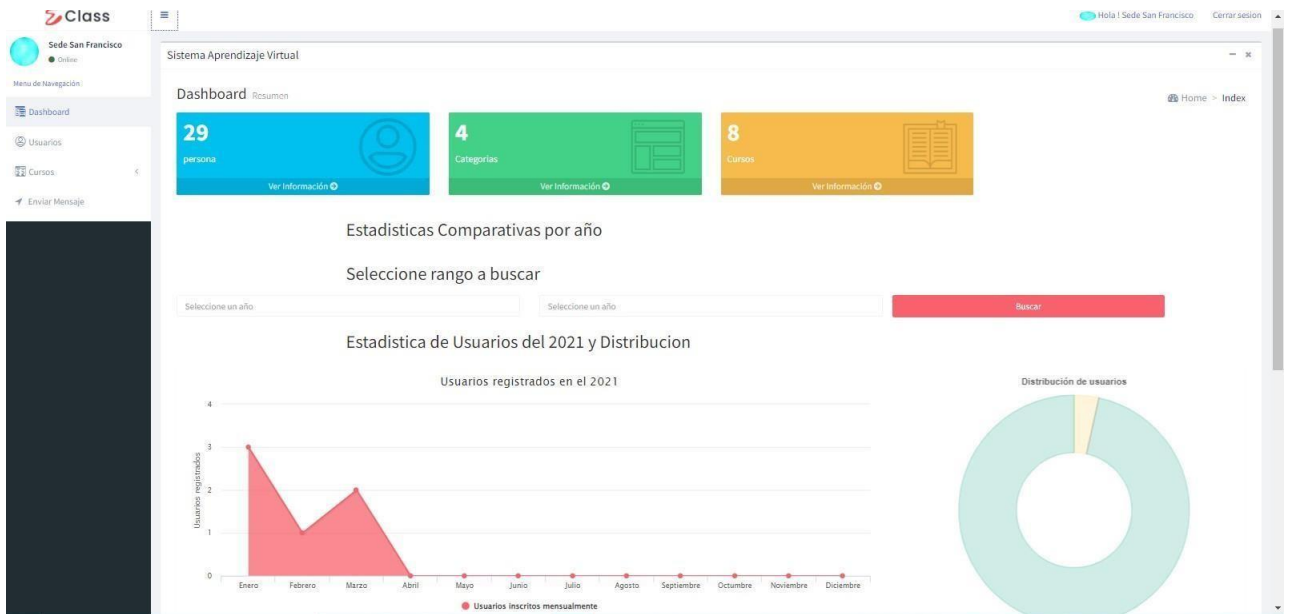 Class
Hola ! Sede San Francisco
Cerrar sesion
Sede San Francisco
Online
Menu de Navegación
Dashboard
Usuarios
Cursos
Enviar Mensaje
Sistema Aprendizaje Virtual
Dashboard Resumen
Home > Index
29
persona
Ver Información
4
Categorías
Ver Información
8
Cursos
Ver Información
Estadisticas Comparativas por año
Seleccione rango a buscar
Seleccione un año
Seleccione un año
Buscar
Estadistica de Usuarios del 2021 y Distribucion
Usuarios registrados en el 2021
Usuarios registrados
4
3
2
1
0
Enero Febrero Marzo Abril Mayo Junio Julio Agosto Septiembre Octumbre Noviembre Diciembre
Usuarios inscritos mensualmente
Distribución de usuarios